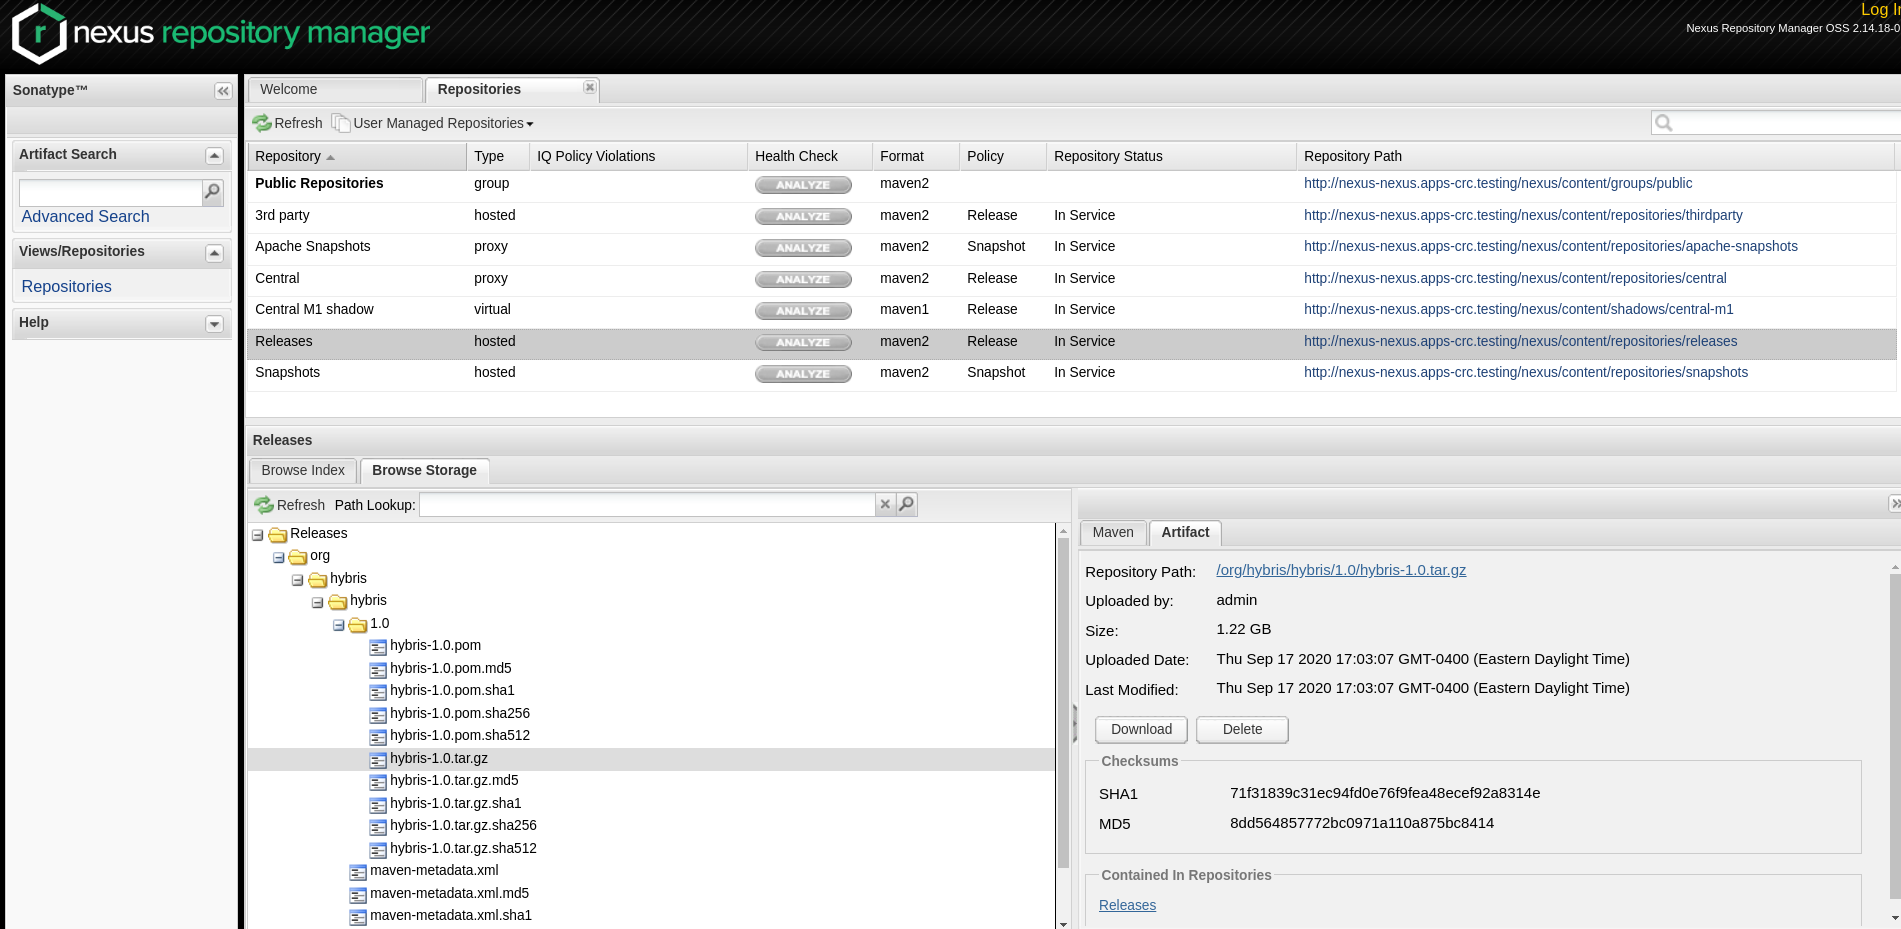 nexus repository manager
Log I
Nexus Repository Manager OSS 2.14.18-0
Sonatype™
Welcome
Repositories
Refresh
User Managed Repositories
Artifact Search
Advanced Search
Views/Repositories
Repositories
Help
Repository Type IQ Policy Violations Health Check Format Policy Repository Status Repository Path
Public Repositories group ANALYZE maven2 http://nexus-nexus.apps-crc.testing/nexus/content/groups/public
3rd party hosted ANALYZE maven2 Release In Service http://nexus-nexus.apps-crc.testing/nexus/content/repositories/thirdparty
Apache Snapshots proxy ANALYZE maven2 Snapshot In Service http://nexus-nexus.apps-crc.testing/nexus/content/repositories/apache-snapshots
Central proxy ANALYZE maven2 Release In Service http://nexus-nexus.apps-crc.testing/nexus/content/repositories/central
Central M1 shadow virtual ANALYZE maven1 Release In Service http://nexus-nexus.apps-crc.testing/nexus/content/shadows/central-m1
Releases hosted ANALYZE maven2 Release In Service http://nexus-nexus.apps-crc.testing/nexus/content/repositories/releases
Snapshots hosted ANALYZE maven2 Snapshot In Service http://nexus-nexus.apps-crc.testing/nexus/content/repositories/snapshots
Releases
Browse Index
Browse Storage
Refresh
Path Lookup:
Releases
org
hybris
hybris
1.0
hybris-1.0.pom
hybris-1.0.pom.md5
hybris-1.0.pom.sha1
hybris-1.0.pom.sha256
hybris-1.0.pom.sha512
hybris-1.0.tar.gz
hybris-1.0.tar.gz.md5
hybris-1.0.tar.gz.sha1
hybris-1.0.tar.gz.sha256
hybris-1.0.tar.gz.sha512
maven-metadata.xml
maven-metadata.xml.md5
maven-metadata.xml.sha1
Maven
Artifact
Repository Path: /org/hybris/hybris/1.0/hybris-1.0.tar.gz
Uploaded by: admin
Size: 1.22 GB
Uploaded Date: Thu Sep 17 2020 17:03:07 GMT-0400 (Eastern Daylight Time)
Last Modified: Thu Sep 17 2020 17:03:07 GMT-0400 (Eastern Daylight Time)
Download
Delete
Checksums
SHA1 71f31839c31ec94fd0e76f9fea48ecef92a8314e
MD5 8dd564857772bc0971a110a875bc8414
Contained In Repositories
Releases